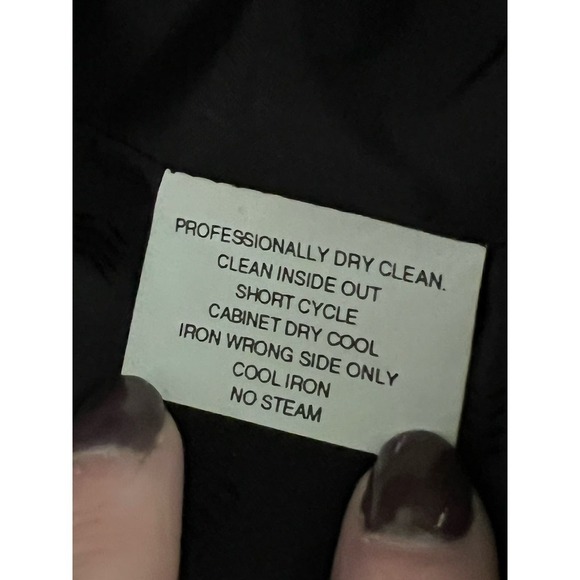 PROFESSIONALLY DRY CLEAN.
CLEAN INSIDE OUT
SHORT CYCLE
CABINET DRY COOL
IRON WRONG SIDE ONLY
COOL IRON
NO STEAM